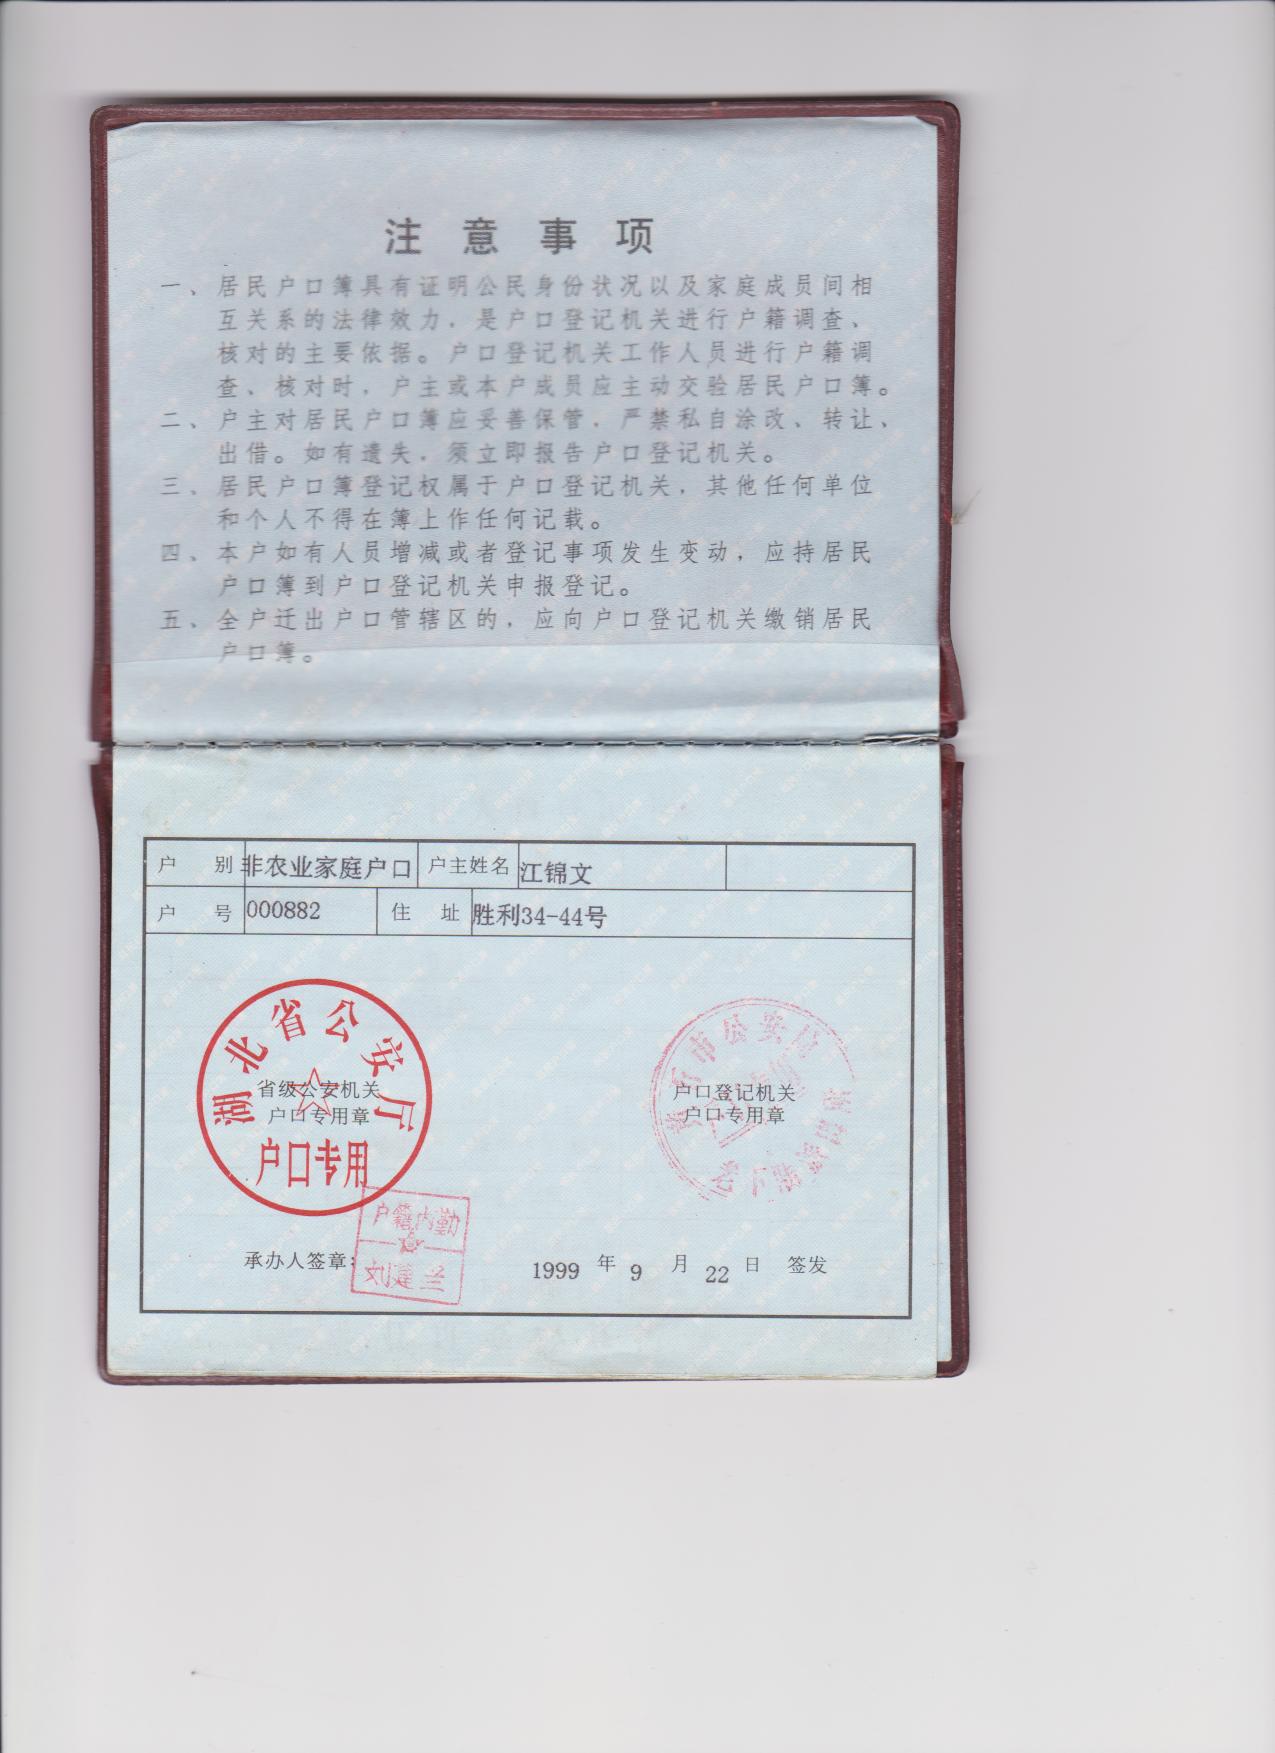 注意事项
一、居民户口簿具有证明公民身份状况以及家庭成员间相
互关系的法律效力，是户口登记机关进行户籍调查、
核对的主要依据。户口登记机关工作人员进行户籍调
查、核对时，户主或本户成员应主动交验居民户口簿。
二、户主对居民户口簿应妥善保管，严禁私自涂改、转让、
出借。如有遗失，须立即报告户口登记机关。
三、居民户口簿登记权属于户口登记机关，其他任何单位
和个人不得在簿上作任何记载。
四、本户如有人员增减或者登记事项发生变动，应持居民
户口簿到户口登记机关申报登记。
五、全户迁出户口管辖区的，应向户口登记机关缴销居民
户口簿。
户别 非农业家庭户口 户主姓名 江锦文
户号 000882 住址 胜利34-44号
湖北省公安厅
省级公安机关
户口专用章
户口专用
市公安局
户口登记机关
户口专用章
户籍内勤
刘建兰
承办人签章：
1999 年 9 月 22 日 签发